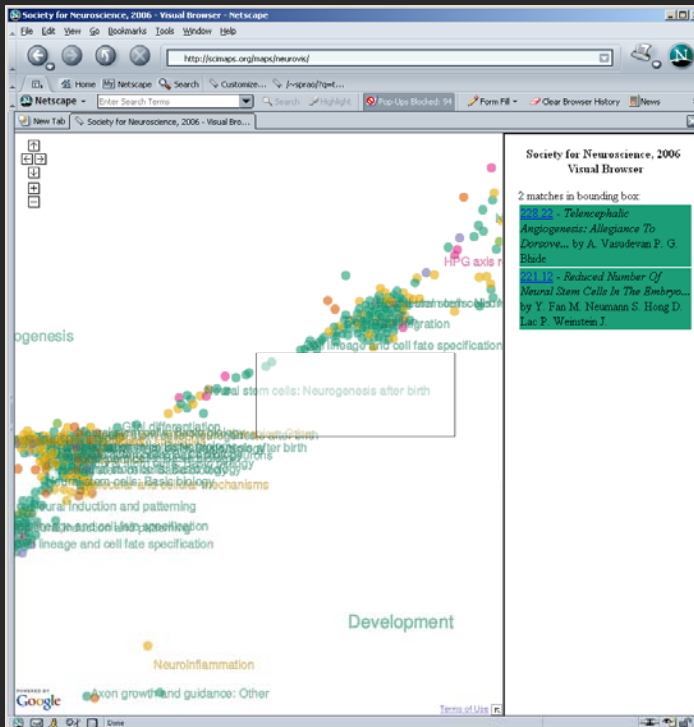 Society for Neuroscience, 2006 - Visual Browser - Netscape
File Edit View Go Bookmarks Tools Window Help
http://scimaps.org/maps/neurovis/
Home Netscape Search Customize...
Netscape Enter Search Terms Search Highlight Pop-Ups Blocked: 94 Form Fill Clear Browser History News
New Tab Society for Neuroscience, 2006 - Visual Bro...
Society for Neuroscience, 2006
Visual Browser
2 matches in bounding box:
228.22 - Telencephalic
Angiogenesis: Allegiance To
Dorsove... by A. Vasudevan P. G.
Bhide
221.12 - Reduced Number Of
Neural Stem Cells In The Embryo...
by Y. Fan M. Neumann S. Hong D.
Lac P. Weinstein J.
HPG axis r
ogenesis
lineage and cell fate specification
Neural stem cells: Neurogenesis after birth
Glial differentiation
Neural stem cells: Basic biology
and cellular mechanisms
Neural induction and patterning
lineage and cell fate specification
Development
Neuroinflammation
Axon growth and guidance: Other
POWERED BY
Google
Terms of Use
Done